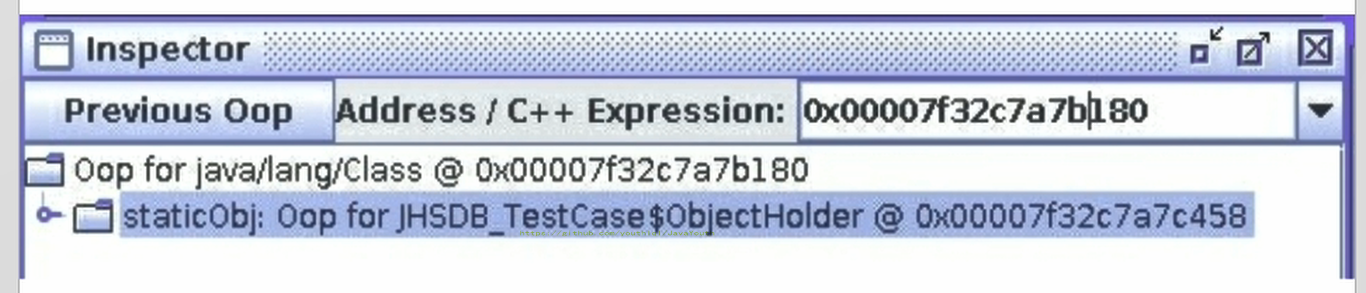 Inspector
Previous Oop Address / C++ Expression: 0x00007f32c7a7b180
Oop for java/lang/Class @ 0x00007f32c7a7b180
staticObj: Oop for JHSDB_TestCase$ObjectHolder @ 0x00007f32c7a7c458